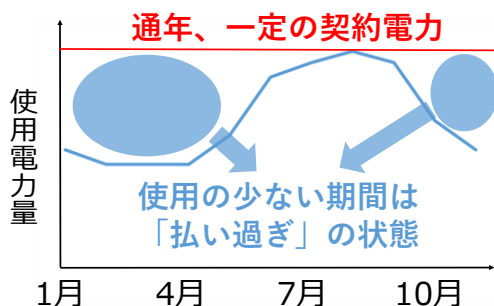 通年、一定の契約電力
使用電力量
使用の少ない期間は
「払い過ぎ」の状態
1月 4月 7月 10月